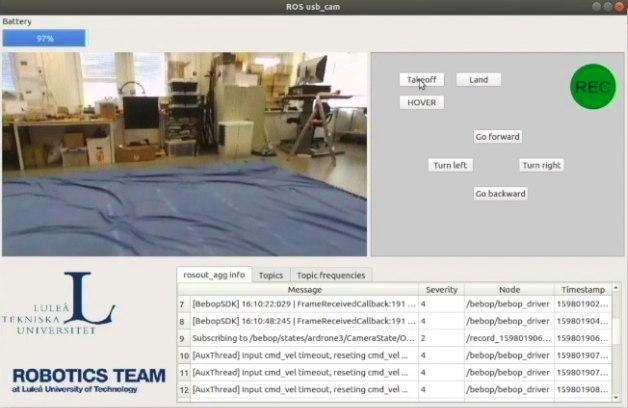 ROS usb_cam
Battery
97%
Takeoff
Land
REC
HOVER
Go forward
Turn left
Turn right
Go backward
LULEÅ
TEKNISKA
UNIVERSITET
ROBOTICS TEAM
at Luleå University of Technology
rosout_agg info Topics Topic frequencies
Message Severity Node Timestamp
7 [BebopSDK] 16:10:22:029 | FrameReceivedCallback:191 ... 4 /bebop/bebop_driver 159801902...
8 [BebopSDK] 16:10:48:245 | FrameReceivedCallback:191 ... 4 /bebop/bebop_driver 159801904...
9 Subscribing to /bebop/states/ardrone3/CameraState/O... 2 /record_159801906... 159801906...
10 [AuxThread] Input cmd_vel timeout, reseting cmd_vel ... 4 /bebop/bebop_driver 159801907...
11 [AuxThread] Input cmd_vel timeout, reseting cmd_vel ... 4 /bebop/bebop_driver 159801907...
12 [AuxThread] Input cmd_vel timeout, reseting cmd_vel ... 4 /bebop/bebop_driver 159801908...